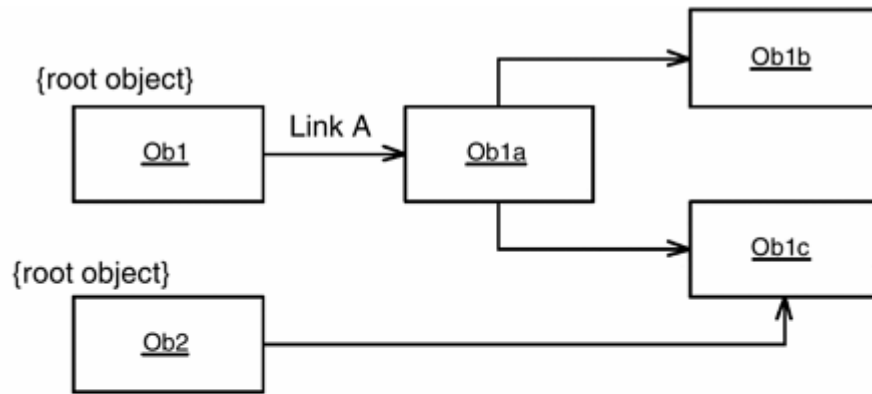 {root object}
Ob1
Link A
Ob1a
Ob1b
Ob1c
{root object}
Ob2